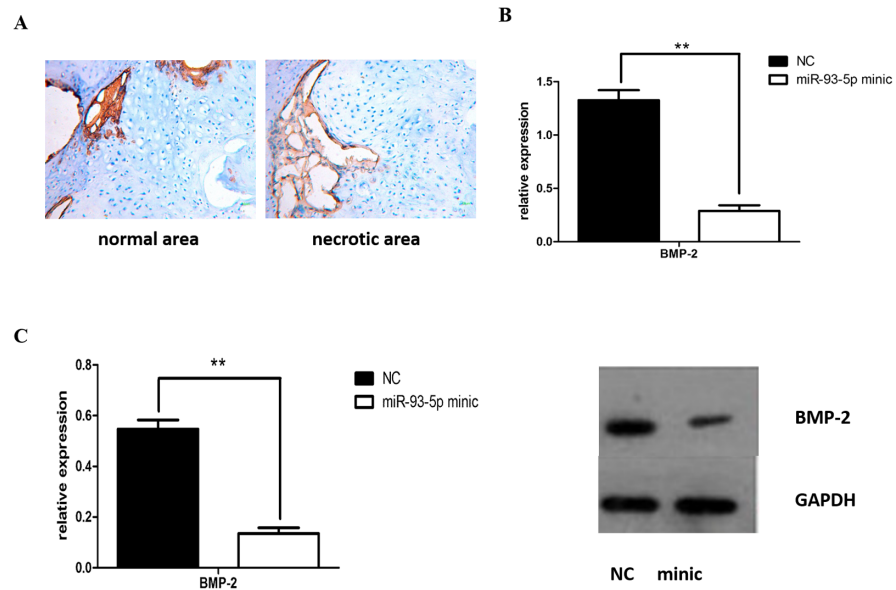 A
normal area
necrotic area
B
**
NC
miR-93-5p minic
relative expression
1.5
1.0
0.5
0.0
BMP-2
C
**
NC
miR-93-5p minic
relative expression
0.8
0.6
0.4
0.2
0.0
BMP-2
BMP-2
GAPDH
NC minic